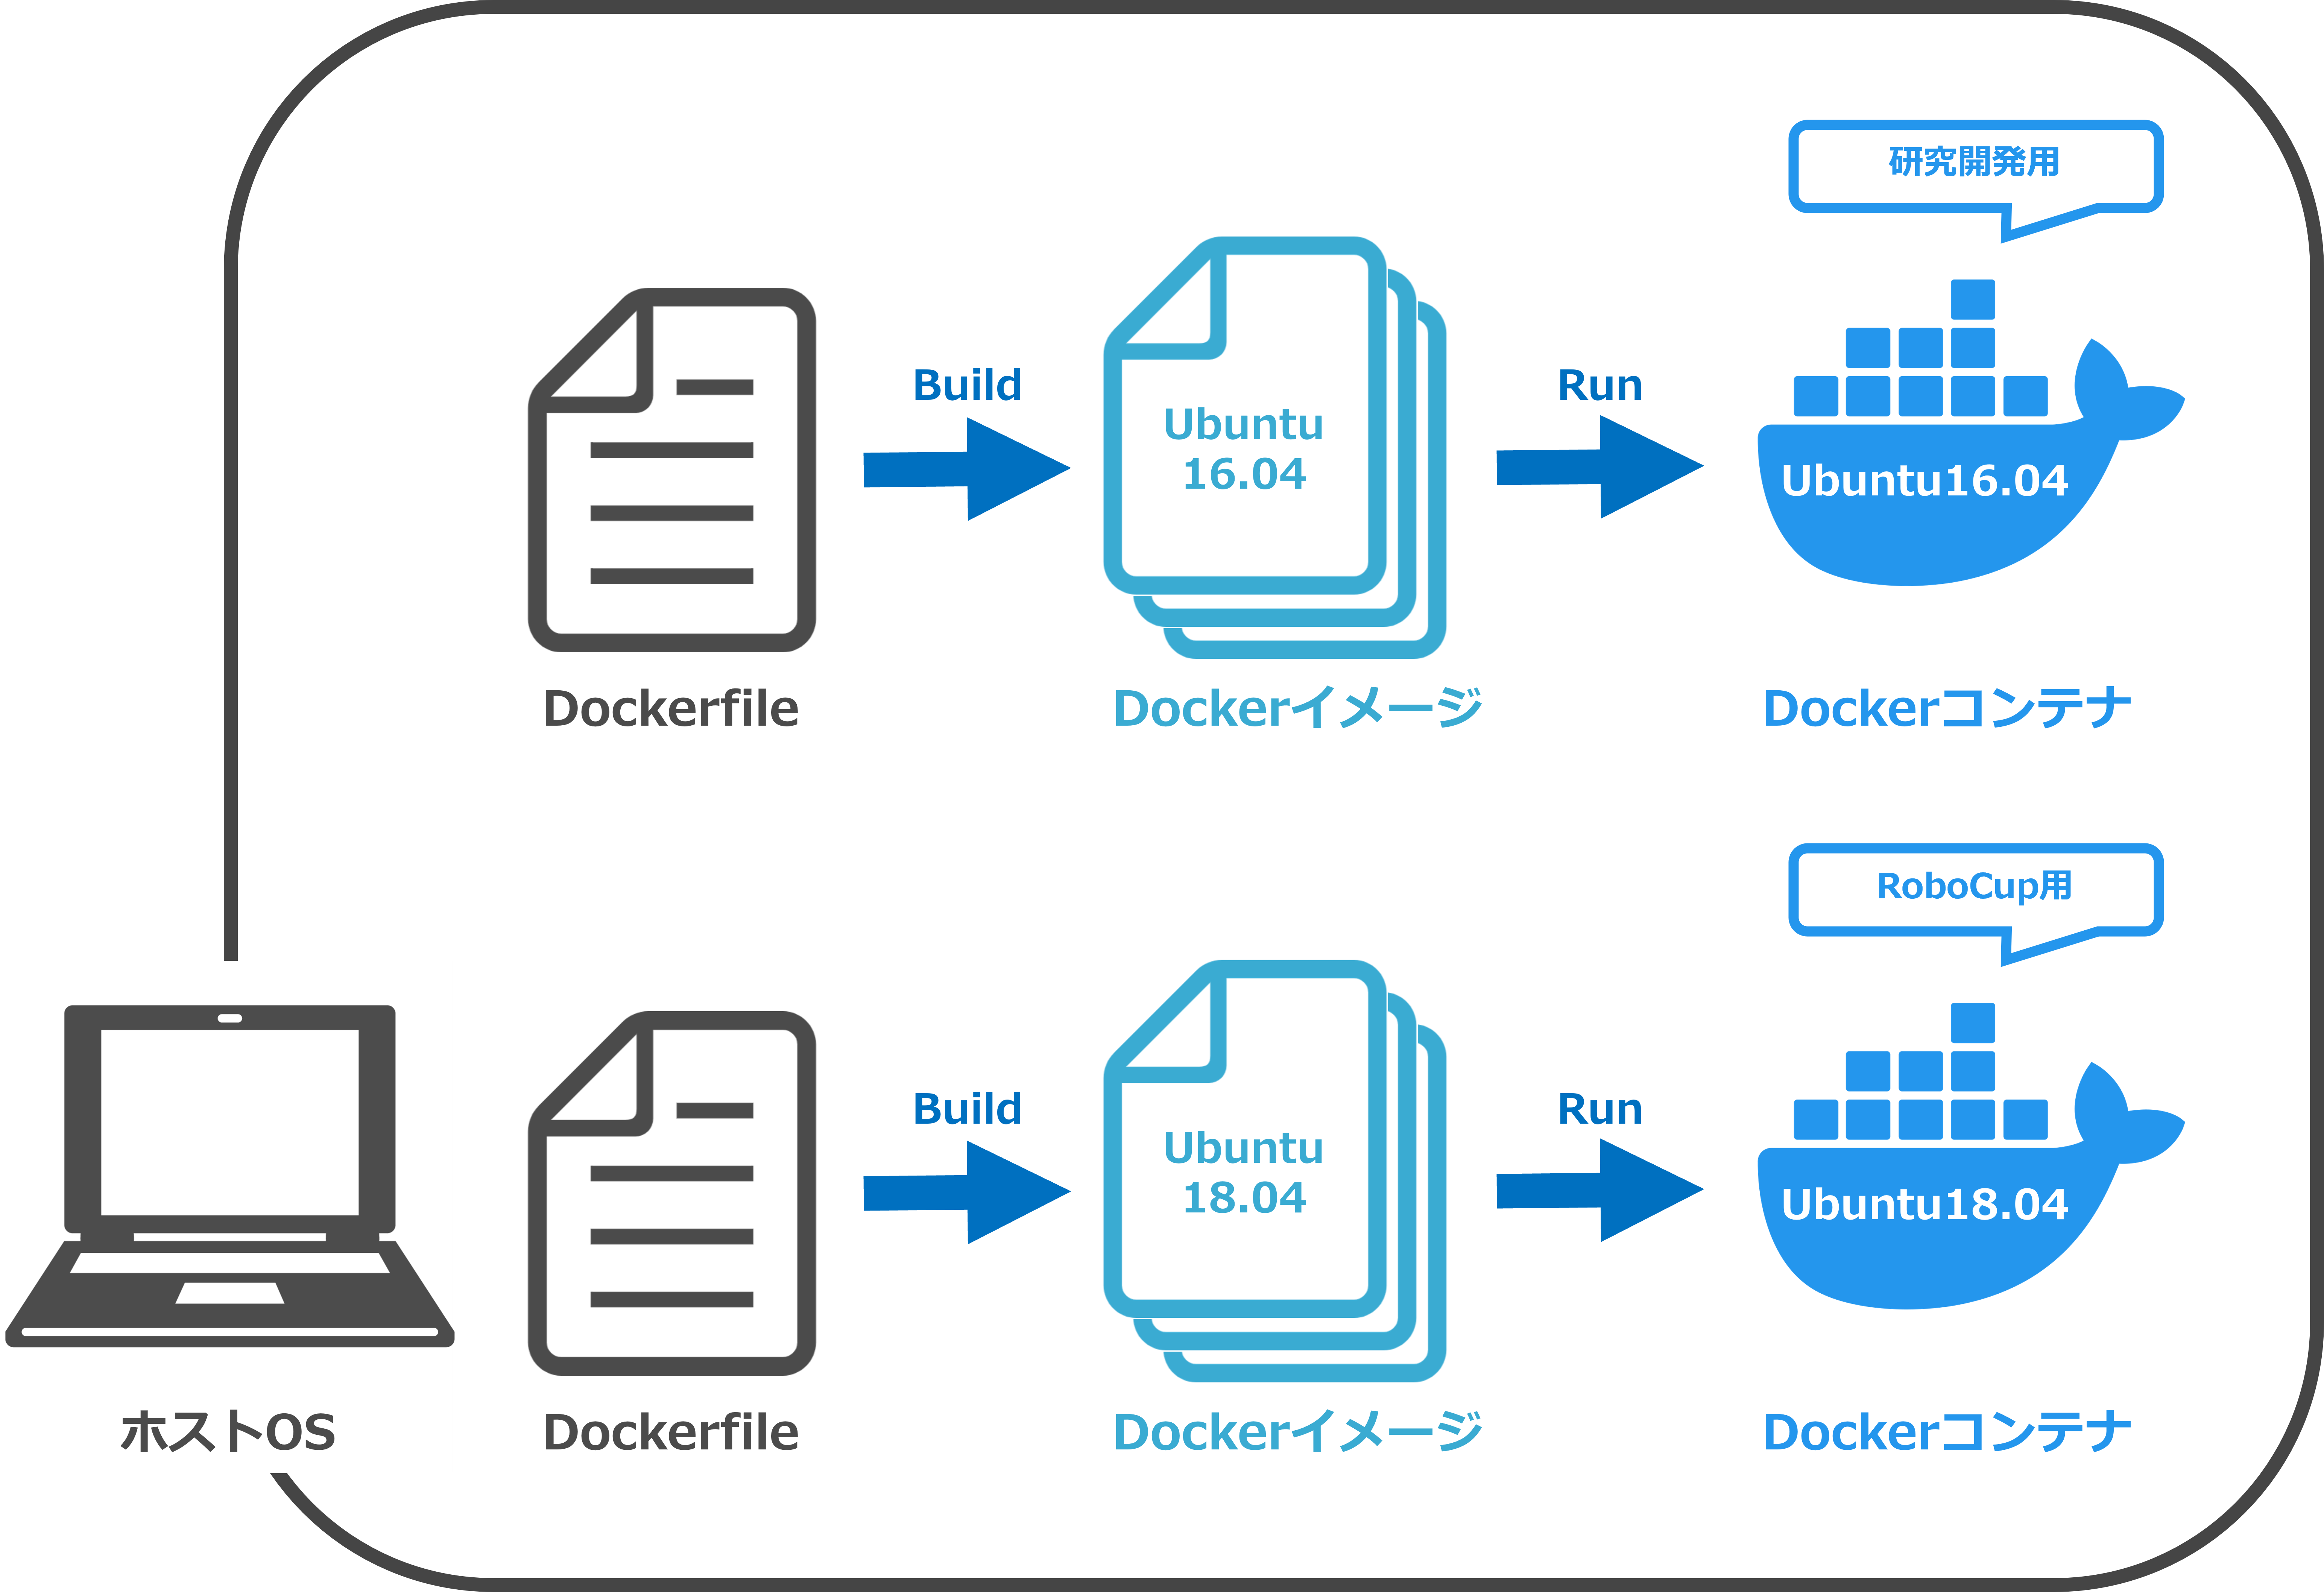 研究開発用
Build
Run
Ubuntu
16.04
Ubuntu16.04
Dockerfile
Dockerイメージ
Dockerコンテナ
RoboCup用
Build
Run
Ubuntu
18.04
Ubuntu18.04
ホストOS
Dockerfile
Dockerイメージ
Dockerコンテナ